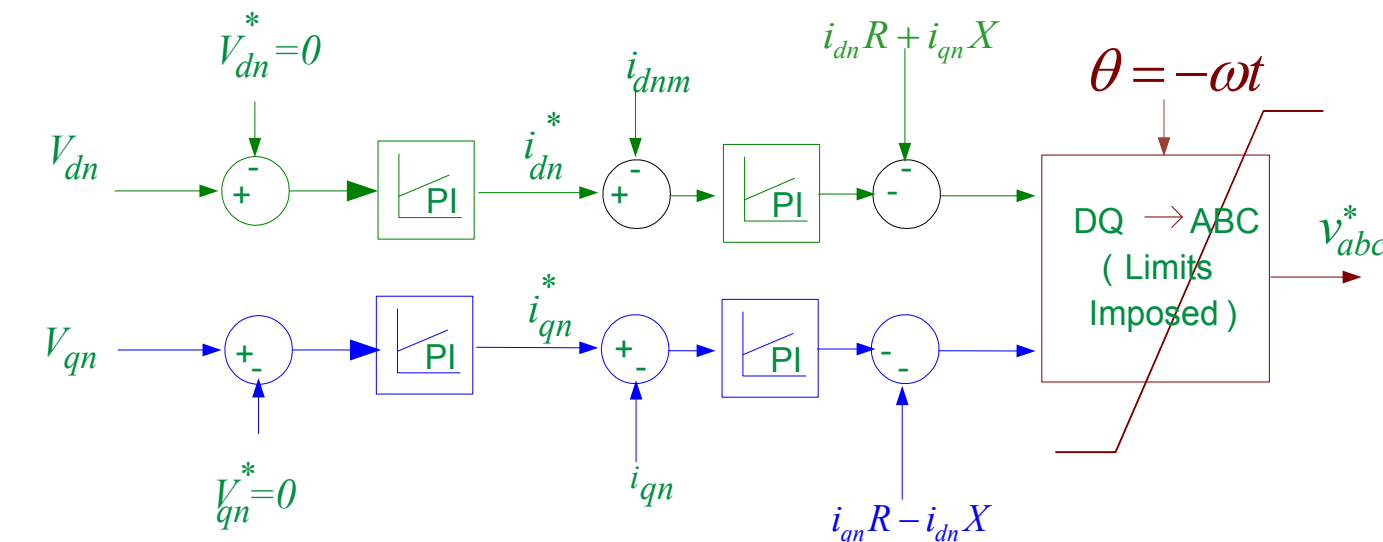 V*dn=0
idnR+iqnX
idnm
θ=−ωt
Vdn
i*dn
-
+
PI
-
+
PI
-
-
DQ → ABC
( Limits
Imposed )
v*abc
Vqn
i*qn
+
-
PI
+
-
PI
-
-
V*qn=0
iqn
iqnR−idnX